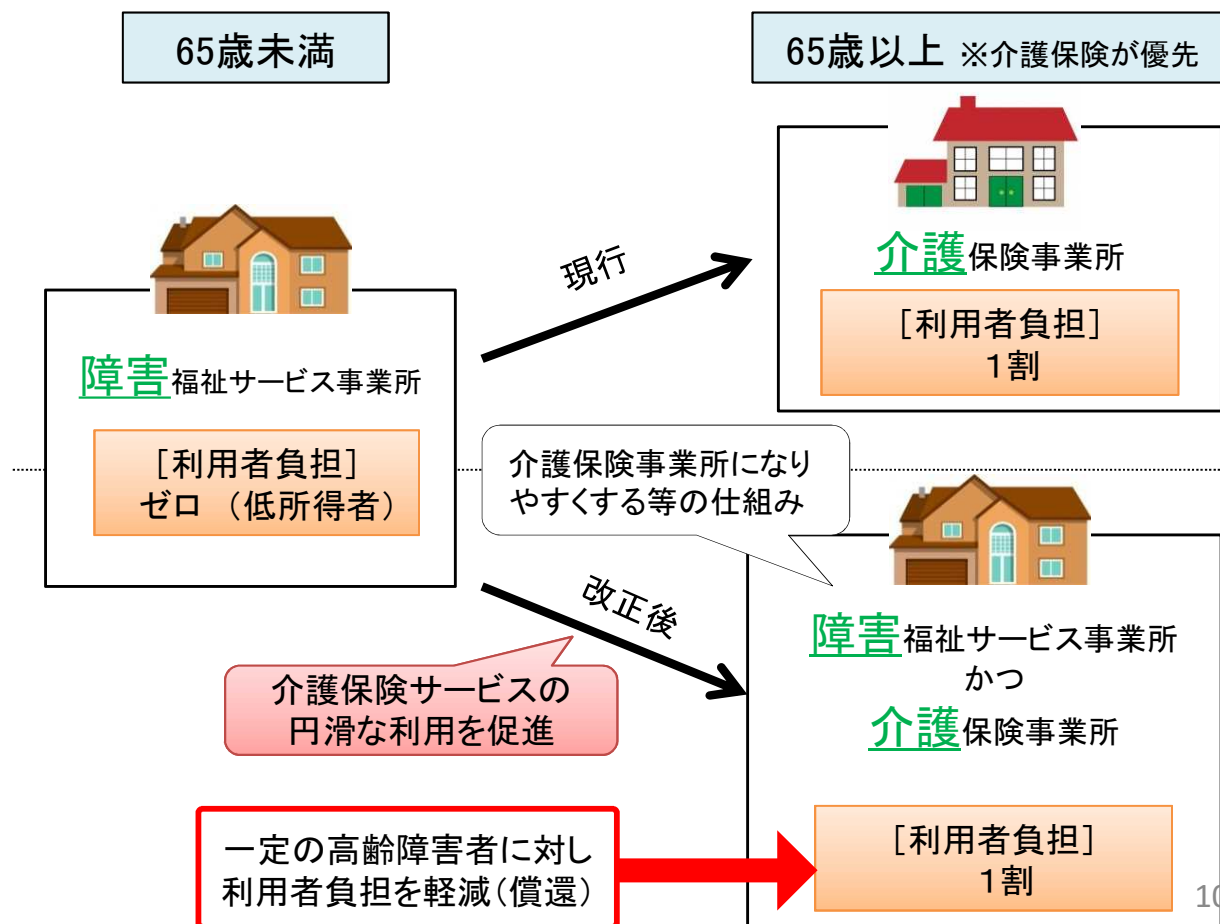 65歳未満
65歳以上 ※介護保険が優先
介護保険事業所
[利用者負担]
1割
現行
障害福祉サービス事業所
[利用者負担]
ゼロ (低所得者)
介護保険事業所になり
やすくする等の仕組み
改正後
介護保険サービスの
円滑な利用を促進
障害福祉サービス事業所
かつ
介護保険事業所
一定の高齢障害者に対し
利用者負担を軽減(償還)
[利用者負担]
1割
10